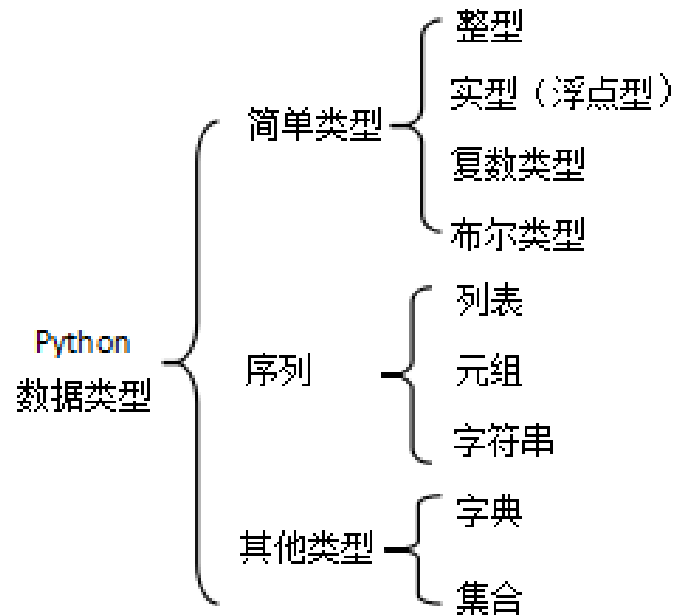 Python
数据类型
简单类型
整型
实型（浮点型）
复数类型
布尔类型
序列
列表
元组
字符串
其他类型
字典
集合